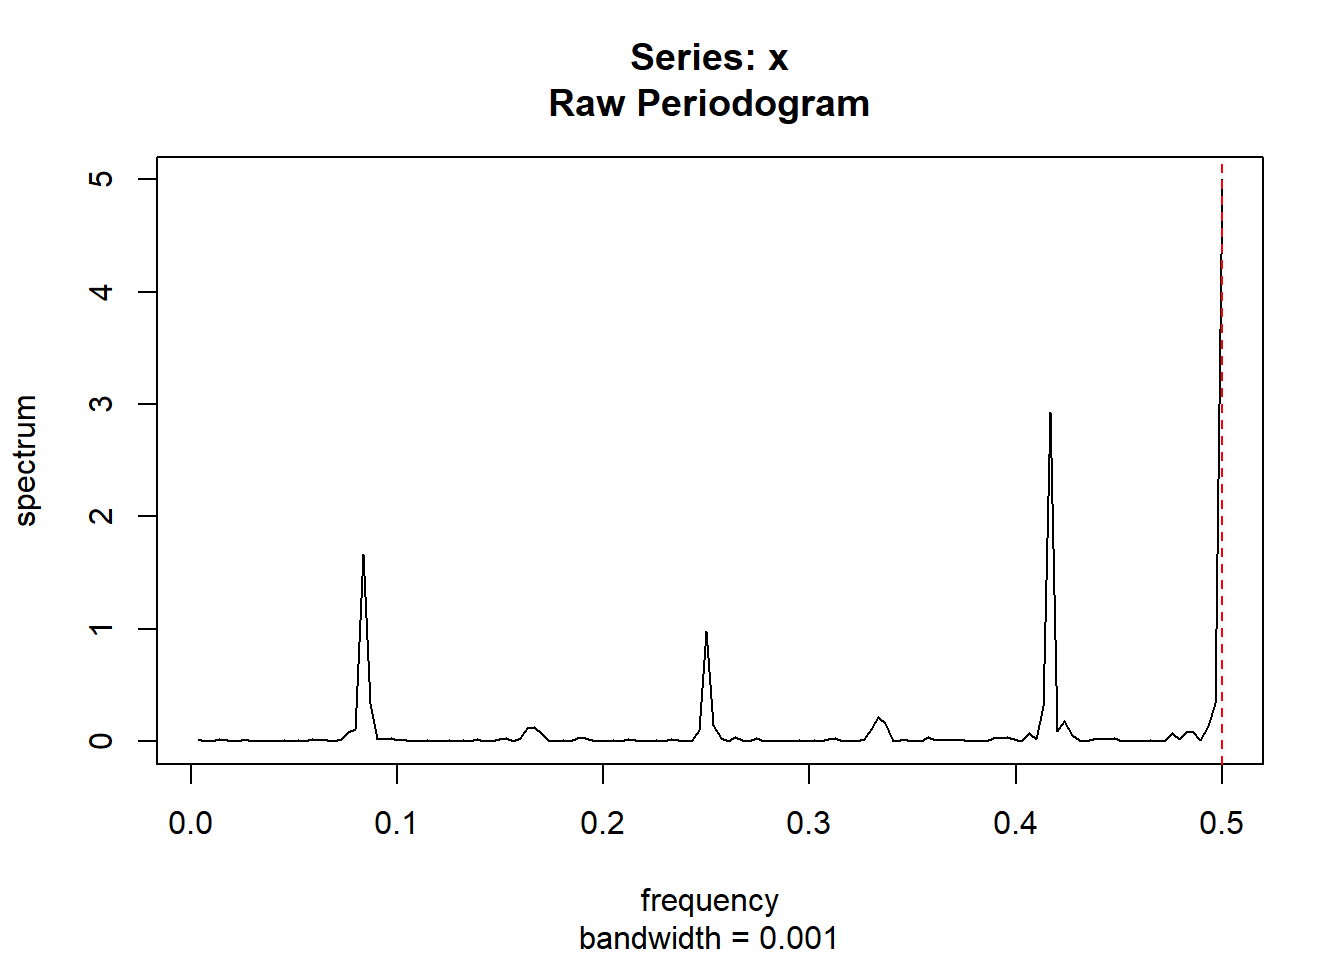 Series: x
Raw Periodogram
5
4
3
2
1
0
spectrum
0.0 0.1 0.2 0.3 0.4 0.5
frequency
bandwidth = 0.001